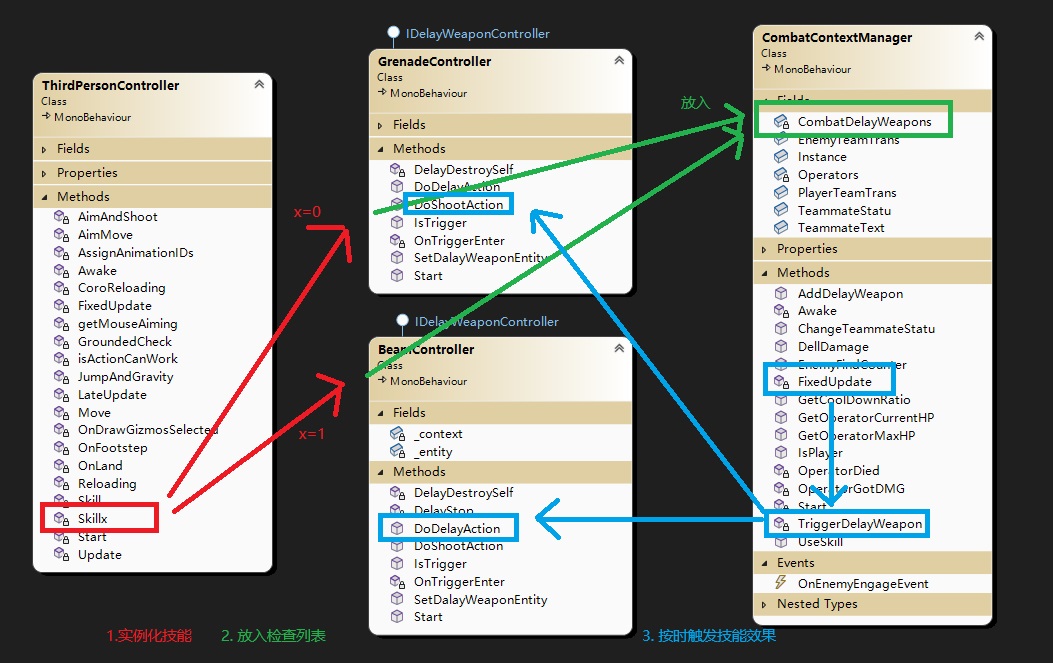 ThirdPersonController
Class
MonoBehaviour
Fields
Properties
Methods
AimAndShoot
AimMove
AssignAnimationIDs
Awake
CoroReloading
FixedUpdate
getMouseAiming
GroundedCheck
isActionCanWork
JumpAndGravity
LateUpdate
Move
OnDrawGizmosSelected
OnFootstep
OnLand
Reloading
Skill
Skillx
Start
Update
x=0
x=1
IDelayWeaponController
GrenadeController
Class
MonoBehaviour
Fields
Methods
DelayDestroySelf
DoDelayAction
DoShootAction
IsTrigger
OnTriggerEnter
SetDalayWeaponEntity
Start
IDelayWeaponController
BeamController
Class
MonoBehaviour
Fields
_context
_entity
Methods
DelayDestroySelf
DelayStop
DoDelayAction
DoShootAction
IsTrigger
OnTriggerEnter
SetDalayWeaponEntity
Start
放入
CombatContextManager
Class
MonoBehaviour
Fields
CombatDelayWeapons
EnemyTeamTrans
Instance
Operators
PlayerTeamTrans
TeammateStatu
TeammateText
Properties
Methods
AddDelayWeapon
Awake
ChangeTeammateStatu
DellDamage
EnemyFindCounter
FixedUpdate
GetCoolDownRatio
GetOperatorCurrentHP
GetOperatorMaxHP
IsPlayer
OperatorDied
OperatorGotDMG
Start
TriggerDelayWeapon
UseSkill
Events
OnEnemyEngageEvent
Nested Types
1.实例化技能
2. 放入检查列表
3. 按时触发技能效果